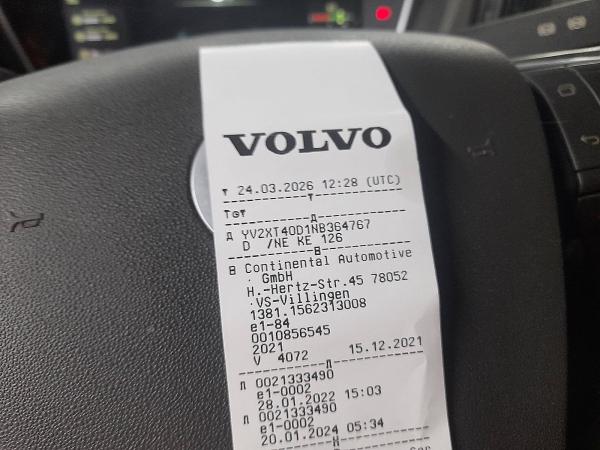 VOLVO
▼ 24.03.2026 12:28 (UTC)
T⊙▼
YV2XT40D1NB364767
D /NE KE 126
Continental Automotive
GmbH
H.-Hertz-Str.45 78052
VS-Villingen
1381.1562313008
e1-84
0010856545
2021
V 4072 15.12.2021
0021333490
e1-0002
28.01.2022 15:03
0021333490
e1-0002
20.01.2024 05:34